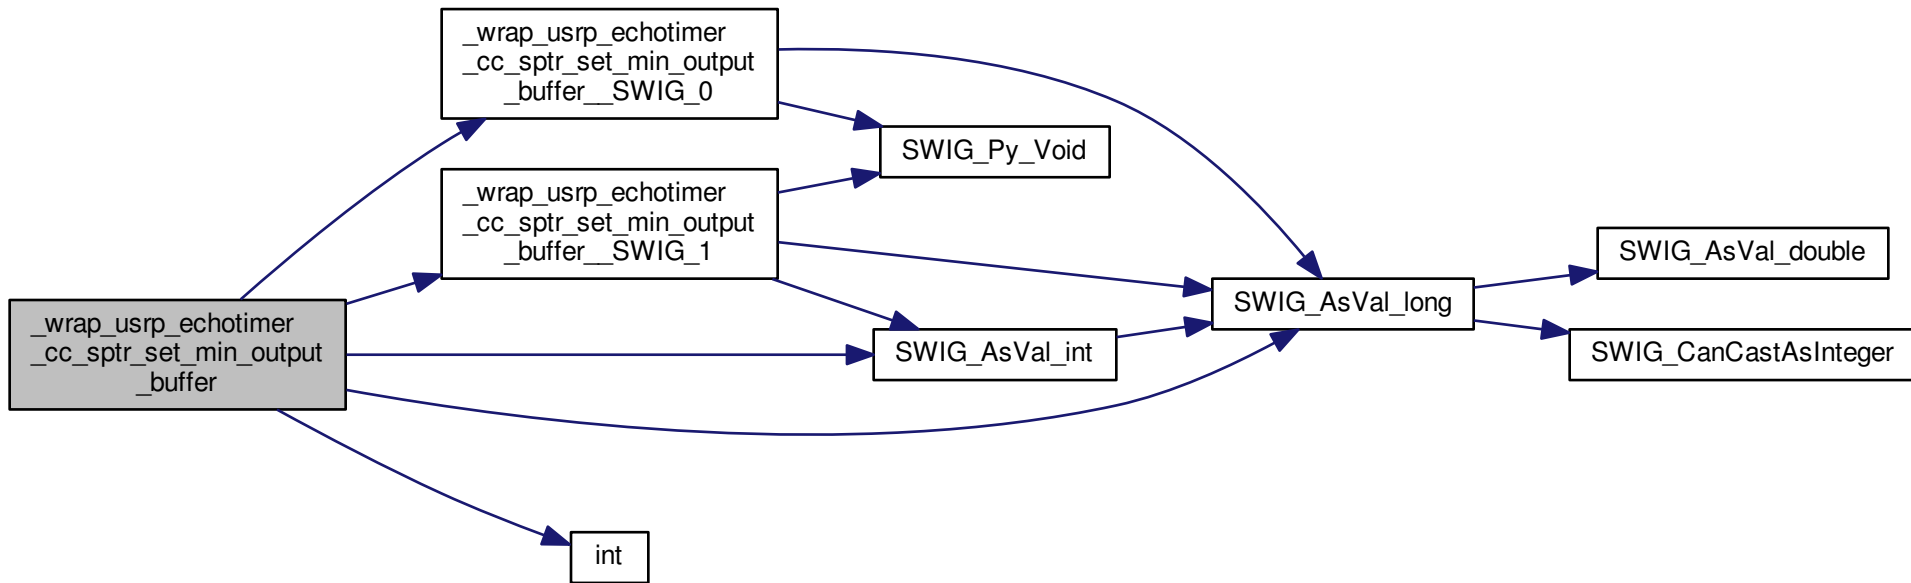 _wrap_usrp_echotimer
_cc_sptr_set_min_output
_buffer__SWIG_0
SWIG_Py_Void
_wrap_usrp_echotimer
_cc_sptr_set_min_output
_buffer__SWIG_1
SWIG_AsVal_double
SWIG_AsVal_long
_wrap_usrp_echotimer
_cc_sptr_set_min_output
_buffer
SWIG_AsVal_int
SWIG_CanCastAsInteger
int